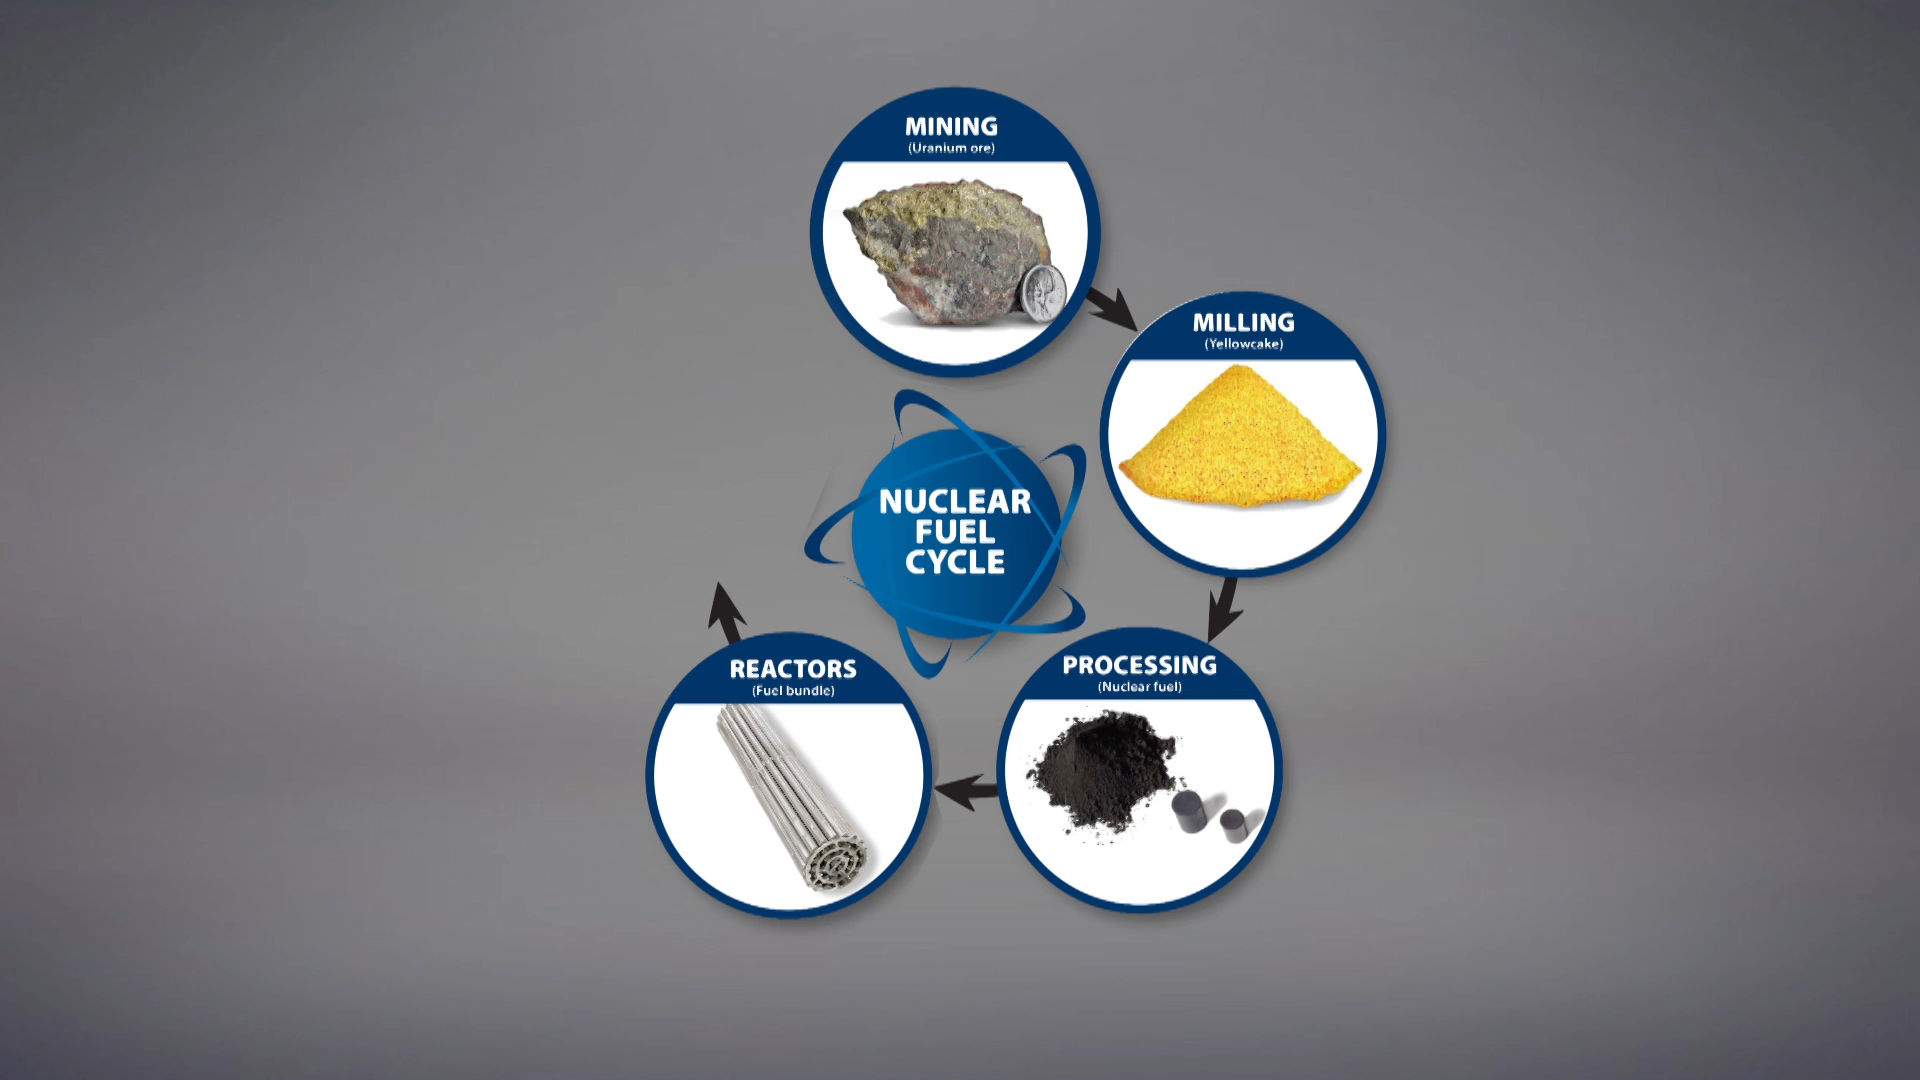 MINING
(Uranium ore)
MILLING
(Yellowcake)
NUCLEAR
FUEL
CYCLE
PROCESSING
(Nuclear fuel)
REACTORS
(Fuel bundle)